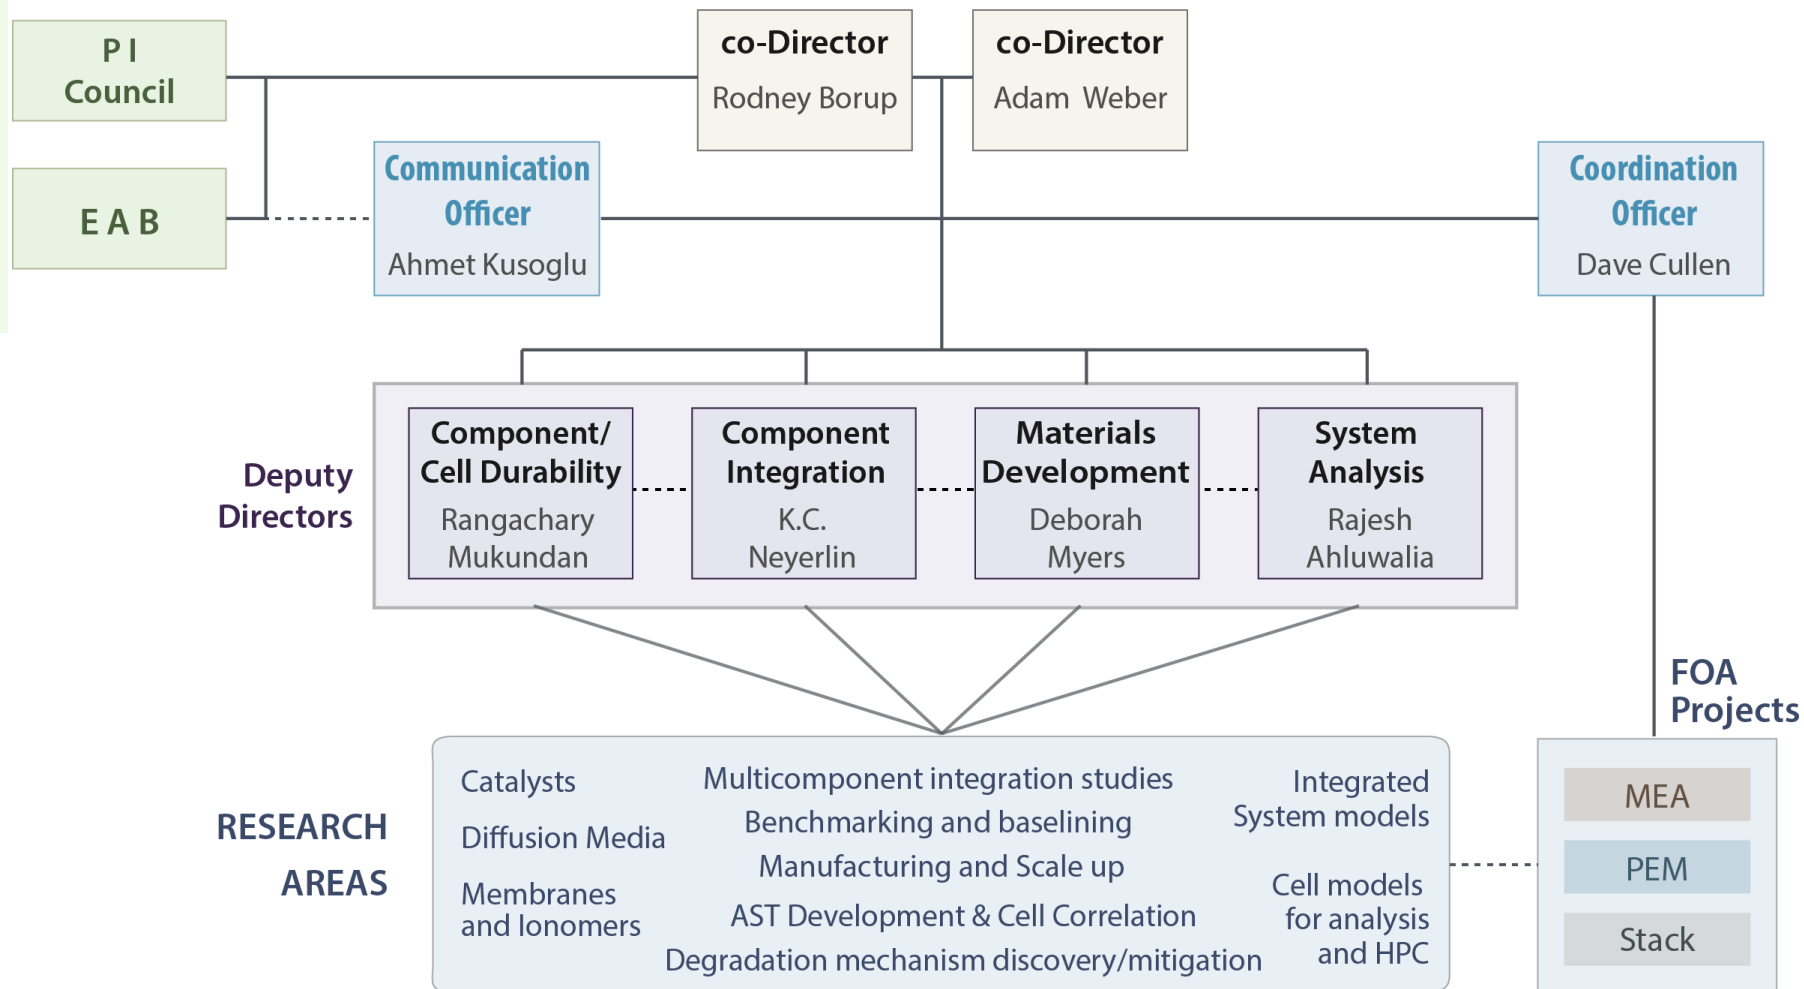 P I
Council
co-Director
Rodney Borup
co-Director
Adam Weber
E A B
Communication
Officer
Ahmet Kusoglu
Coordination
Officer
Dave Cullen
Deputy
Directors
Component/
Cell Durability
Rangachary
Mukundan
Component
Integration
K.C.
Neyerlin
Materials
Development
Deborah
Myers
System
Analysis
Rajesh
Ahluwalia
RESEARCH
AREAS
Catalysts
Diffusion Media
Membranes
and Ionomers
Multicomponent integration studies
Benchmarking and baselining
Manufacturing and Scale up
AST Development & Cell Correlation
Degradation mechanism discovery/mitigation
Integrated
System models
Cell models
for analysis
and HPC
FOA
Projects
MEA
PEM
Stack